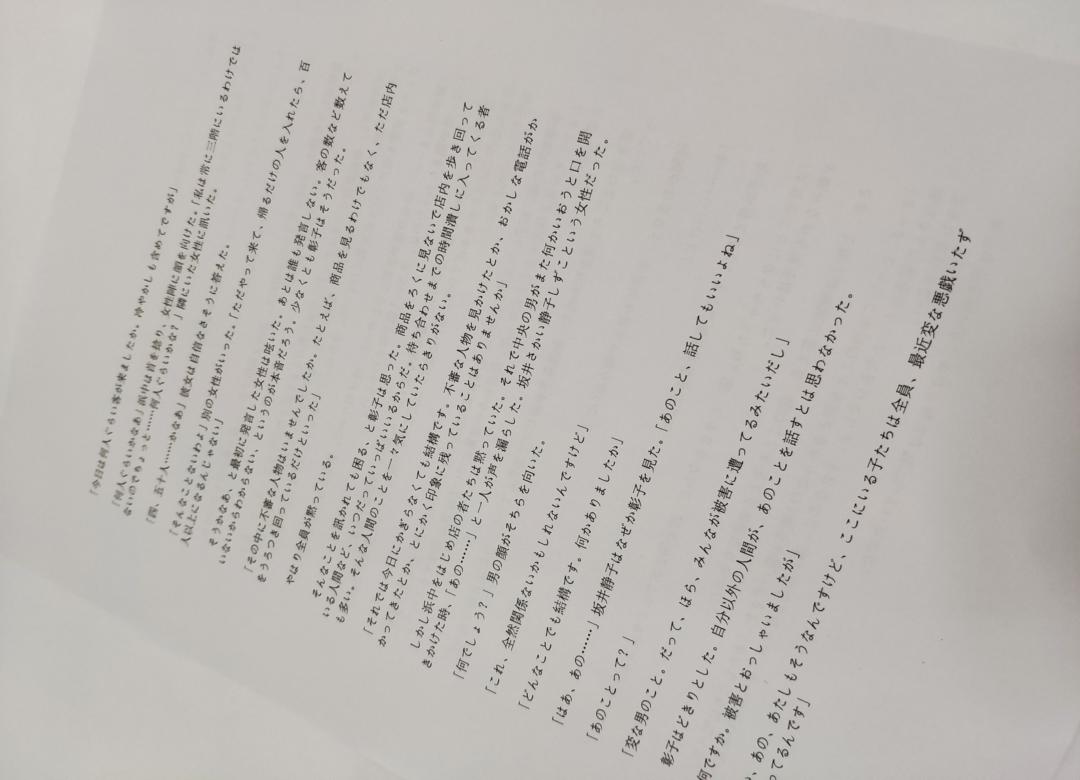 「今日は何人ぐらい客が来ましたか。冷やかしも含めてですが」
「何人ぐらいかなあ」浜中は首を捻り、女性陣に顔を向けた。「私は常に三階にいるわけでは
ないのでちょっと……何人ぐらいかな？」隣にいた女性に訊いた。
「四、五十人……かなあ」彼女は自信なさそうに答えた。
「そんなことないわよ」別の女性がいった。「ただやって来て、帰るだけの人を入れたら、百
人以上になるんじゃない」
そうかなあ、と最初に発言した女性は呟いた。あとは誰も発言しない。客の数など数えて
いないからわからない、というのが本音だろう。少なくとも彰子はそうだった。
「その中に不審な人物はいませんでしたか。たとえば、商品を見るわけでもなく、ただ店内
をうろつき回っているだけといった」
やはり全員が黙っている。
そんなことを訊かれても困る、と彰子は思った。商品をろくに見ないで店内を歩き回って
いる人間など、いつだっていっぱいいるからだ。待ち合わせまでの時間潰しに入ってくる者
も多い。そんな人間のことを一々気にしていたらきりがない。
「それでは今日にかぎらなくても結構です。不審な人物を見かけたとか、おかしな電話がか
かってきたとか、とにかく印象に残っていることはありませんか」
しかし浜中をはじめ店の者たちは黙っていた。それで中央の男がまた何かいおうと口を開
きかけた時、「あの……」と一人が声を漏らした。坂井さかい静子しずこという女性だった。
「何でしょう？」男の顔がそちらを向いた。
「これ、全然関係ないかもしれないんですけど」
「どんなことでも結構です。何かありましたか」
「はあ、あの……」坂井静子はなぜか彰子を見た。「あのこと、話してもいいよね」
「あのことって？」
「変な男のこと。だって、ほら、みんなが被害に遭ってるみたいだし」
彰子はどきりとした。自分以外の人間が、あのことを話すとは思わなかった。
何ですか。被害とおっしゃいましたが」
、あの、あたしもそうなんですけど、ここにいる子たちは全員、最近変な悪戯いたず
ってるんです」